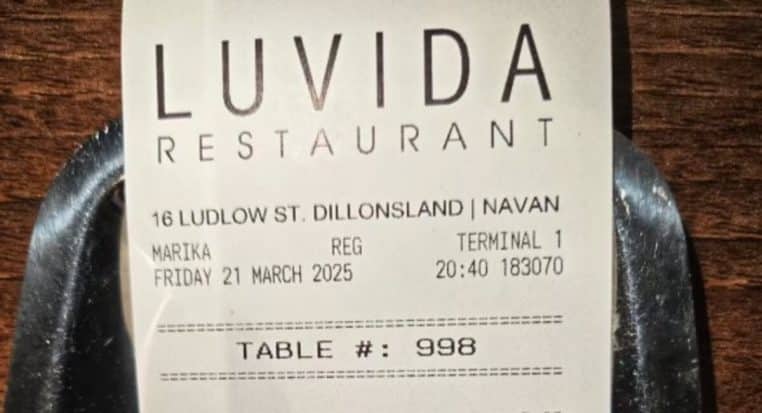 LUVIDA
RESTAURANT
16 LUDLOW ST. DILLONSLAND | NAVAN
MARIKA REG TERMINAL 1
FRIDAY 21 MARCH 2025 20:40 183070
================================================
TABLE #: 998
================================================